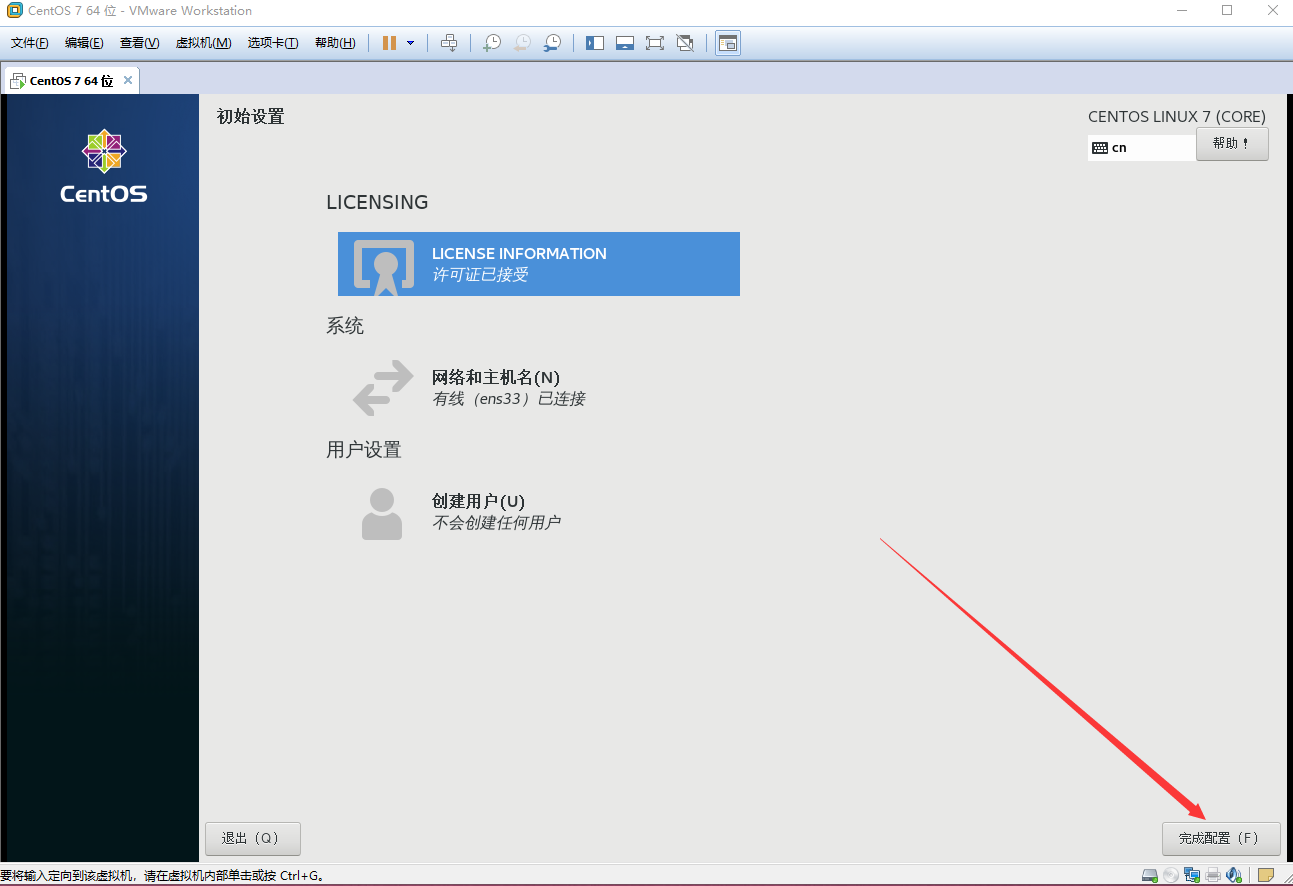 CentOS 7 64 位 - VMware Workstation
文件(F) 编辑(E) 查看(V) 虚拟机(M) 选项卡(T) 帮助(H)
CentOS 7 64 位
CentOS
初始设置
CENTOS LINUX 7 (CORE)
cn
帮助！
LICENSING
LICENSE INFORMATION
许可证已接受
系统
网络和主机名(N)
有线（ens33）已连接
用户设置
创建用户(U)
不会创建任何用户
退出（Q）
完成配置（F）
要将输入定向到该虚拟机，请在虚拟机内部单击或按 Ctrl+G。